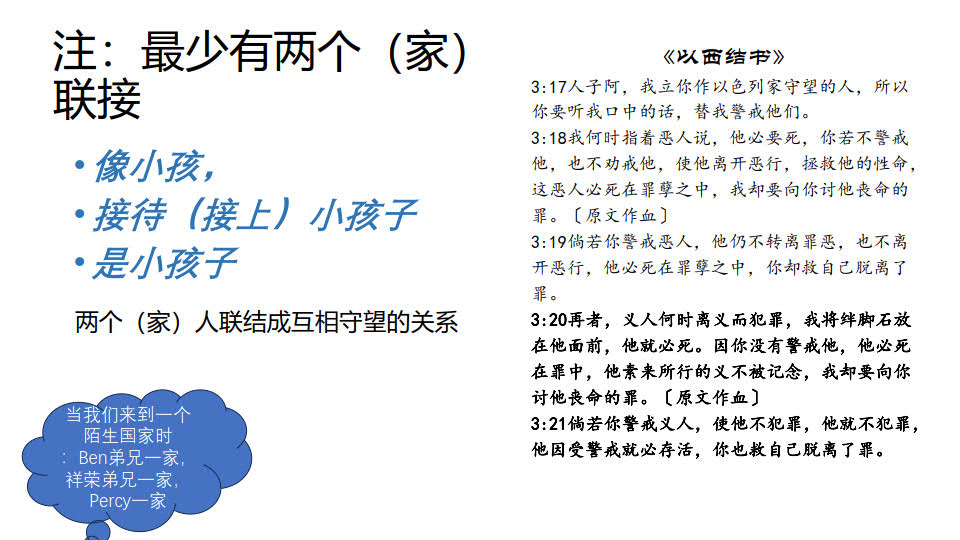 注：最少有两个（家）
联接
• 像小孩，
• 接待（接上）小孩子
• 是小孩子
两个（家）人联结成互相守望的关系
当我们来到一个
陌生国家时
：Ben弟兄一家，
祥荣弟兄一家，
Percy一家
《以西结书》
3:17人子阿，我立你作以色列家守望的人，所以
你要听我口中的话，替我警戒他们。
3:18我何时指着恶人说，他必要死，你若不警戒
他，也不劝戒他，使他离开恶行，拯救他的性命，
这恶人必死在罪孽之中，我却要向你讨他丧命的
罪。〔原文作血〕
3:19倘若你警戒恶人，他仍不转离罪恶，也不离
开恶行，他必死在罪孽之中，你却救自己脱离了
罪。
3:20再者，义人何时离义而犯罪，我将绊脚石放
在他面前，他就必死。因你没有警戒他，他必死
在罪中，他素来所行的义不被记念，我却要向你
讨他丧命的罪。〔原文作血〕
3:21倘若你警戒义人，使他不犯罪，他就不犯罪，
他因受警戒就必存活，你也救自己脱离了罪。